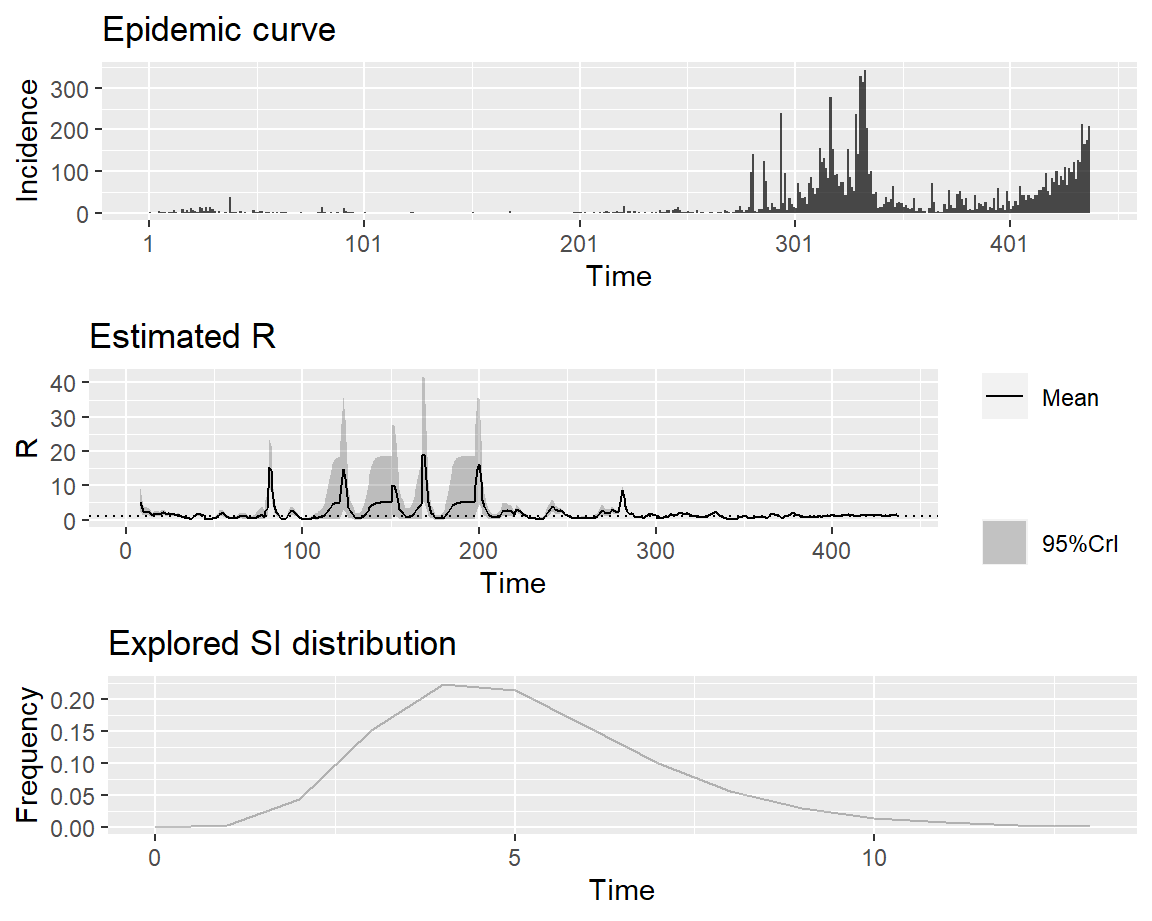 Epidemic curve
Incidence
300
200
100
0
1 101 201 301 401
Time
Estimated R
R
40
30
20
10
0
0 100 200 300 400
Time
Mean
95%CrI
Explored SI distribution
Frequency
0.20
0.15
0.10
0.05
0.00
0 5 10
Time